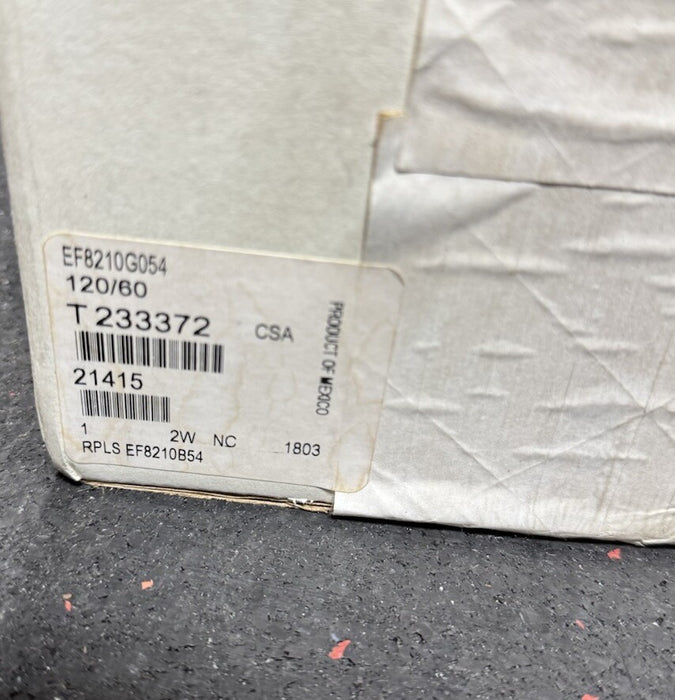 EF8210G054
120/60
T 233372 CSA
PRODUCT OF MEXICO
21415
1 2W NC 1803
RPLS EF8210B54